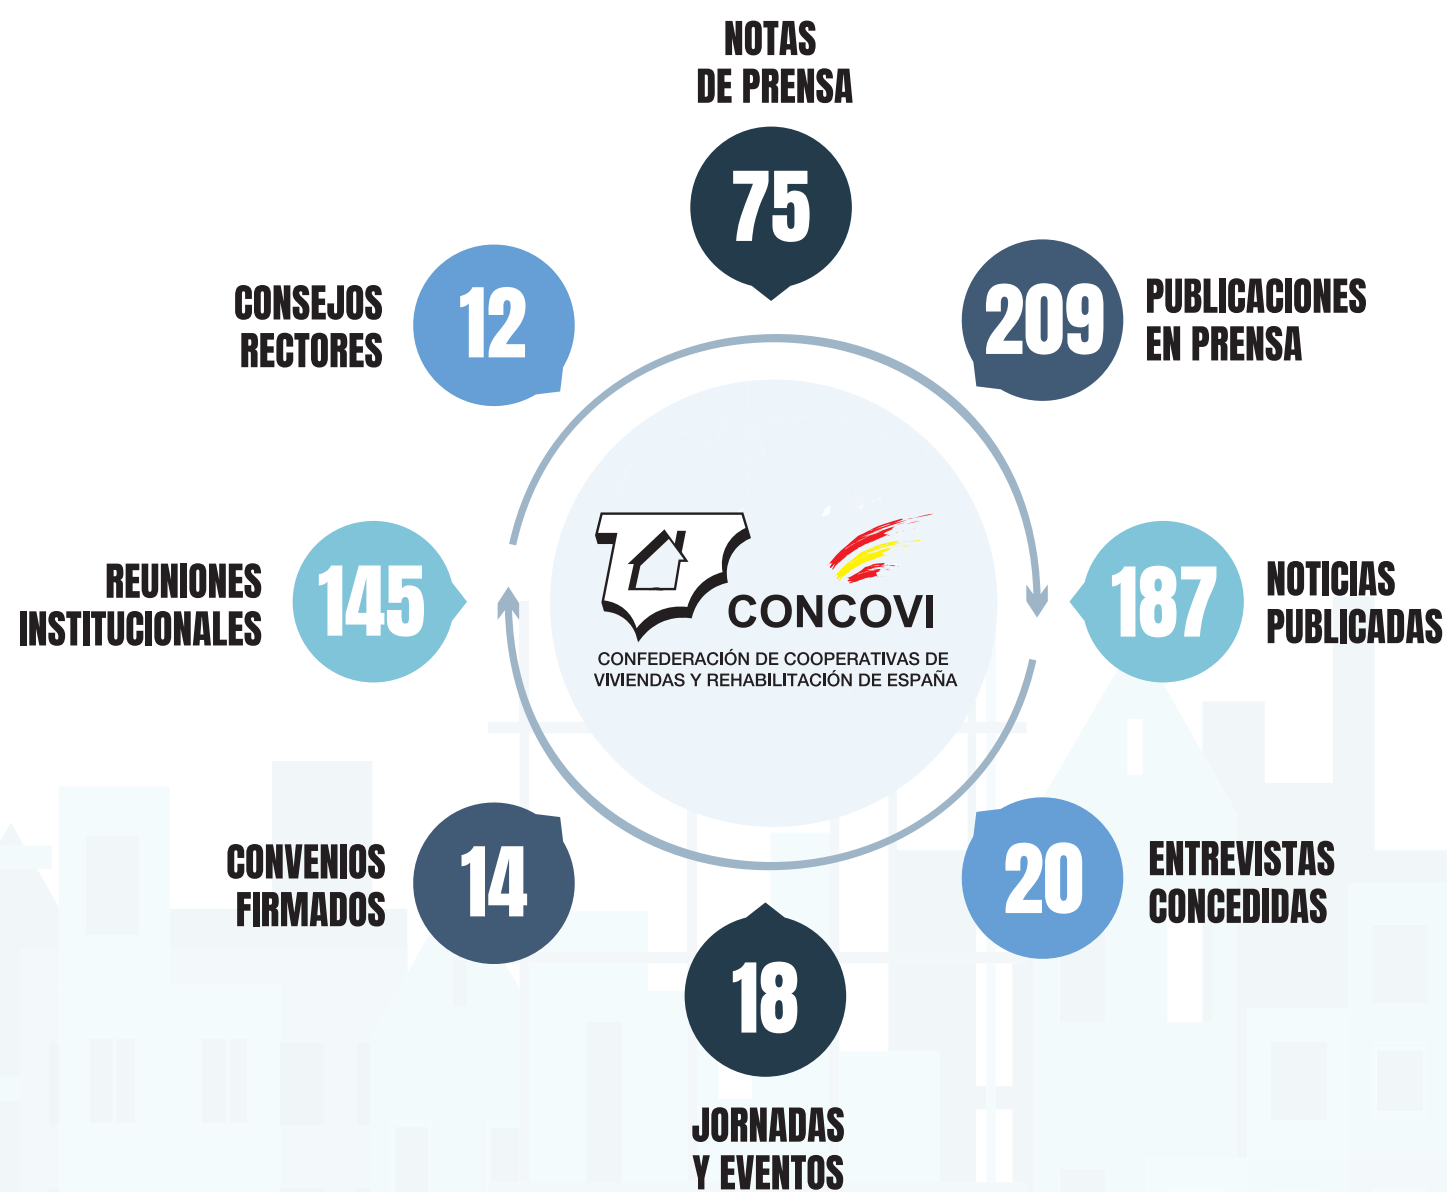 NOTAS
DE PRENSA
75
209
PUBLICACIONES
EN PRENSA
187
NOTICIAS
PUBLICADAS
20
ENTREVISTAS
CONCEDIDAS
18
JORNADAS
Y EVENTOS
CONVENIOS
FIRMADOS
14
REUNIONES
INSTITUCIONALES
145
CONSEJOS
RECTORES
12
CONCOVI
CONFEDERACIÓN DE COOPERATIVAS DE
VIVIENDAS Y REHABILITACIÓN DE ESPAÑA